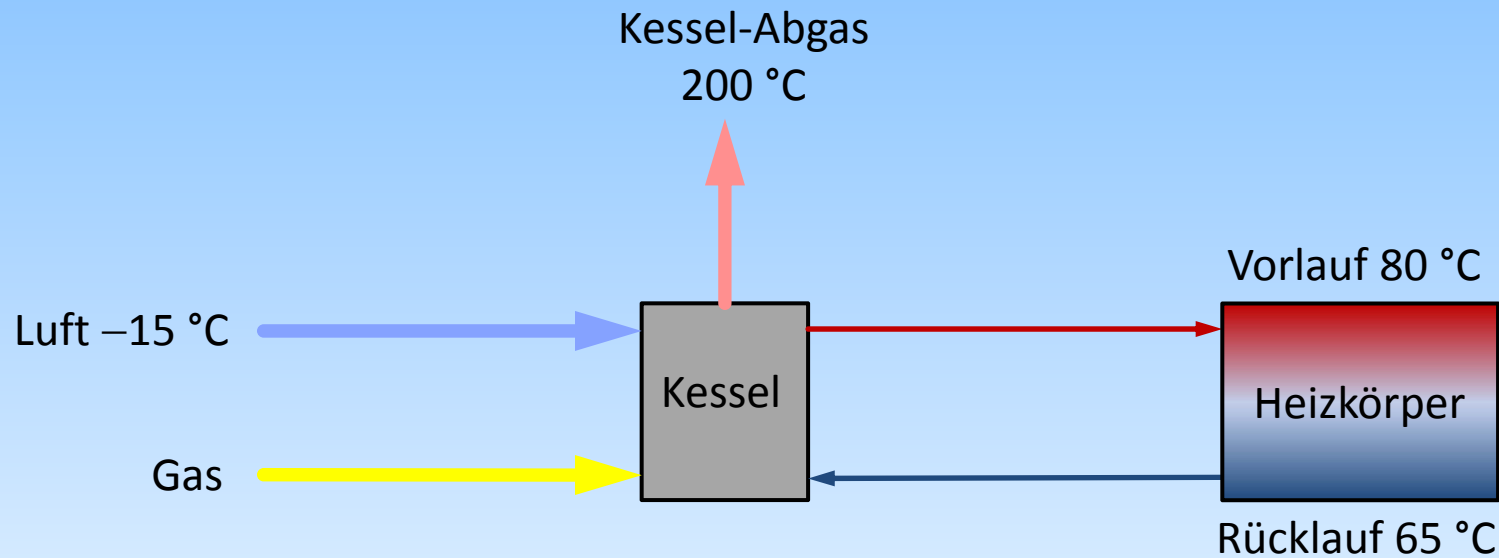 Kessel-Abgas
200 °C
Vorlauf 80 °C
Luft –15 °C
Kessel
Heizkörper
Gas
Rücklauf 65 °C